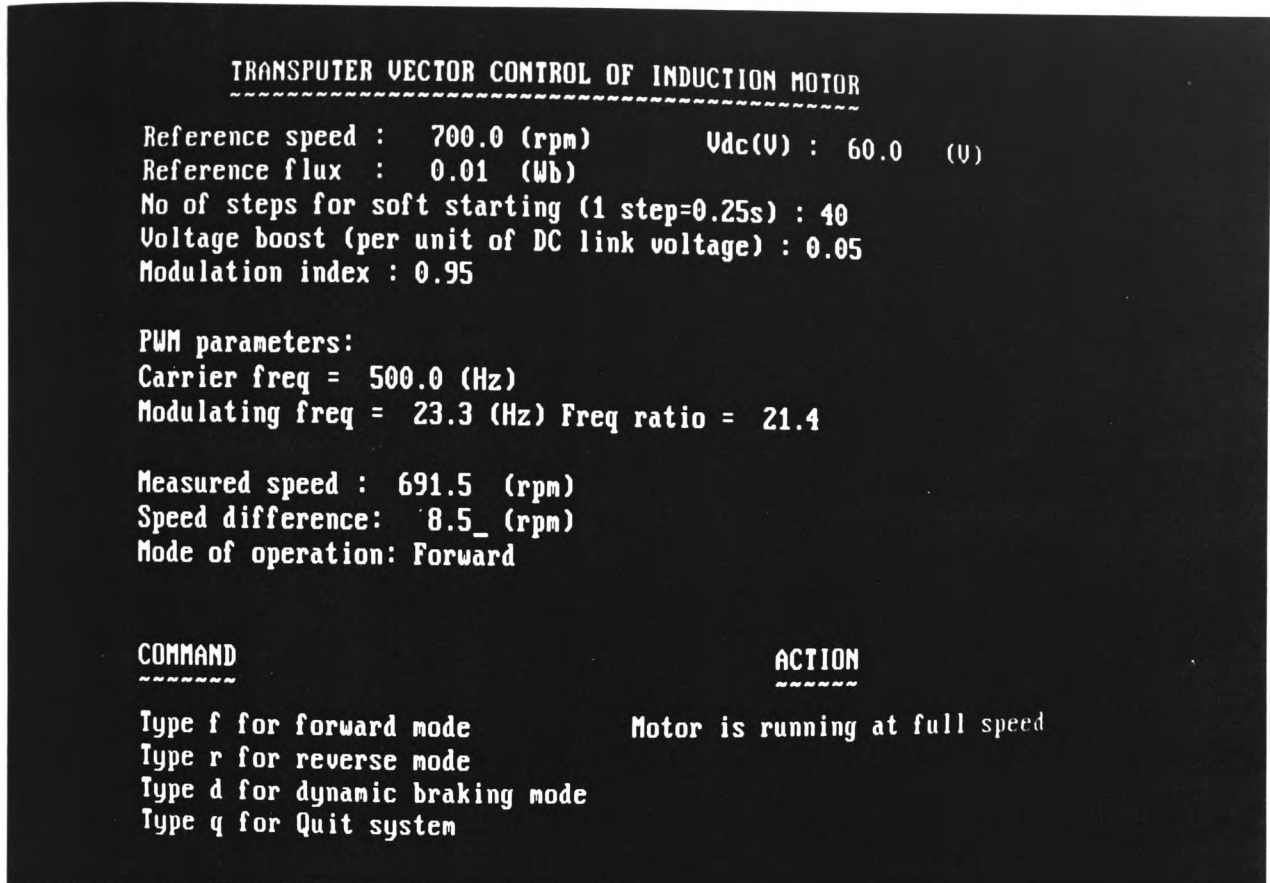 TRANSPUTER VECTOR CONTROL OF INDUCTION MOTOR
~~~~~~~~~~~~~~~~~~~~~~~~~~~~~~~~~~~~~~~~~~~~
Reference speed : 700.0 (rpm) Vdc(V) : 60.0 (V)
Reference flux : 0.01 (Wb)
No of steps for soft starting (1 step=0.25s) : 40
Voltage boost (per unit of DC link voltage) : 0.05
Modulation index : 0.95
PWM parameters:
Carrier freq = 500.0 (Hz)
Modulating freq = 23.3 (Hz) Freq ratio = 21.4
Measured speed : 691.5 (rpm)
Speed difference: 8.5_ (rpm)
Mode of operation: Forward
COMMAND ACTION
~~~~~~~ ~~~~~~
Type f for forward mode Motor is running at full speed
Type r for reverse mode
Type d for dynamic braking mode
Type q for Quit system